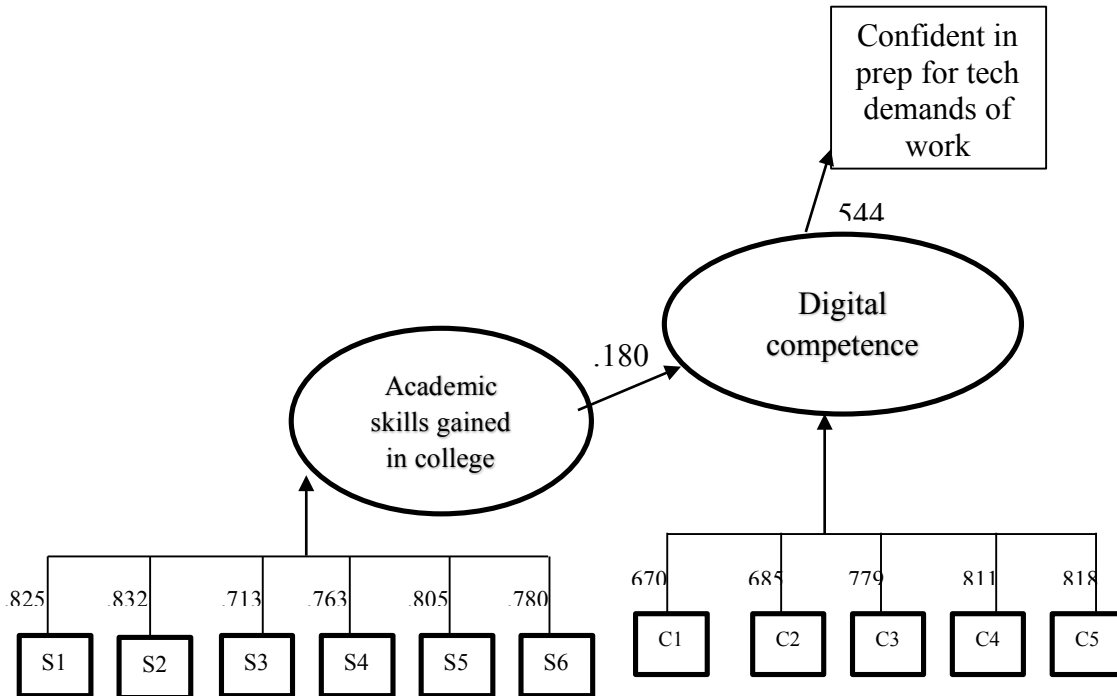 Confident in
prep for tech
demands of
work
.544
Digital
competence
.180
Academic
skills gained
in college
.825 .832 .713 .763 .805 .780
.670 .685 .779 .811 .818
S1 S2 S3 S4 S5 S6
C1 C2 C3 C4 C5